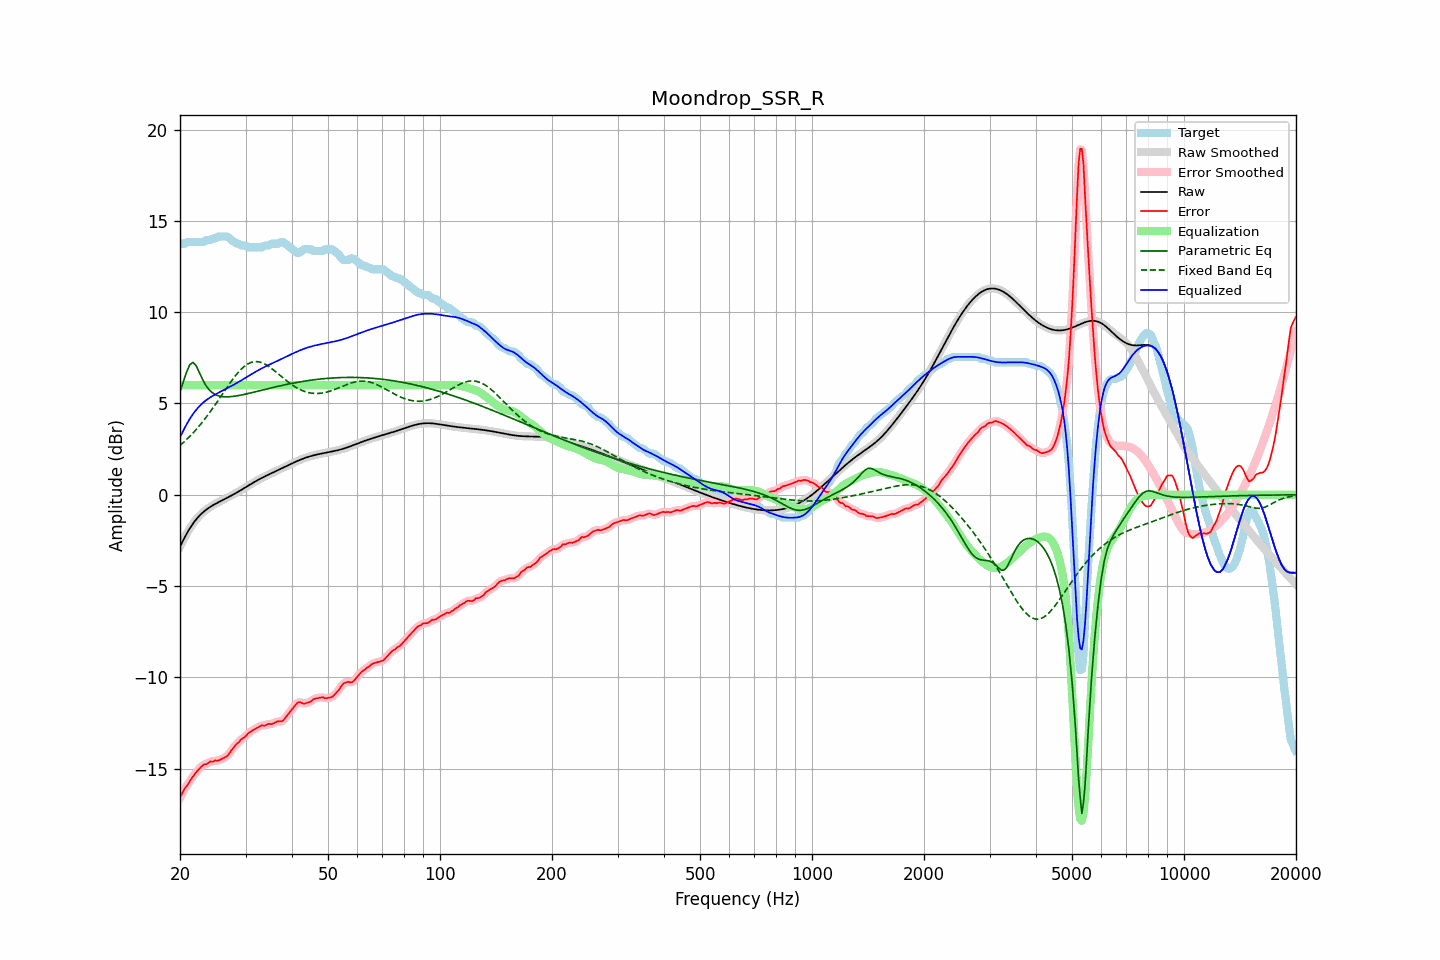 Moondrop_SSR_R
Amplitude (dBr)
20
15
10
5
0
−5
−10
−15
20
50
100
200
500
1000
2000
5000
10000
20000
Frequency (Hz)
Target
Raw Smoothed
Error Smoothed
Raw
Error
Equalization
Parametric Eq
Fixed Band Eq
Equalized